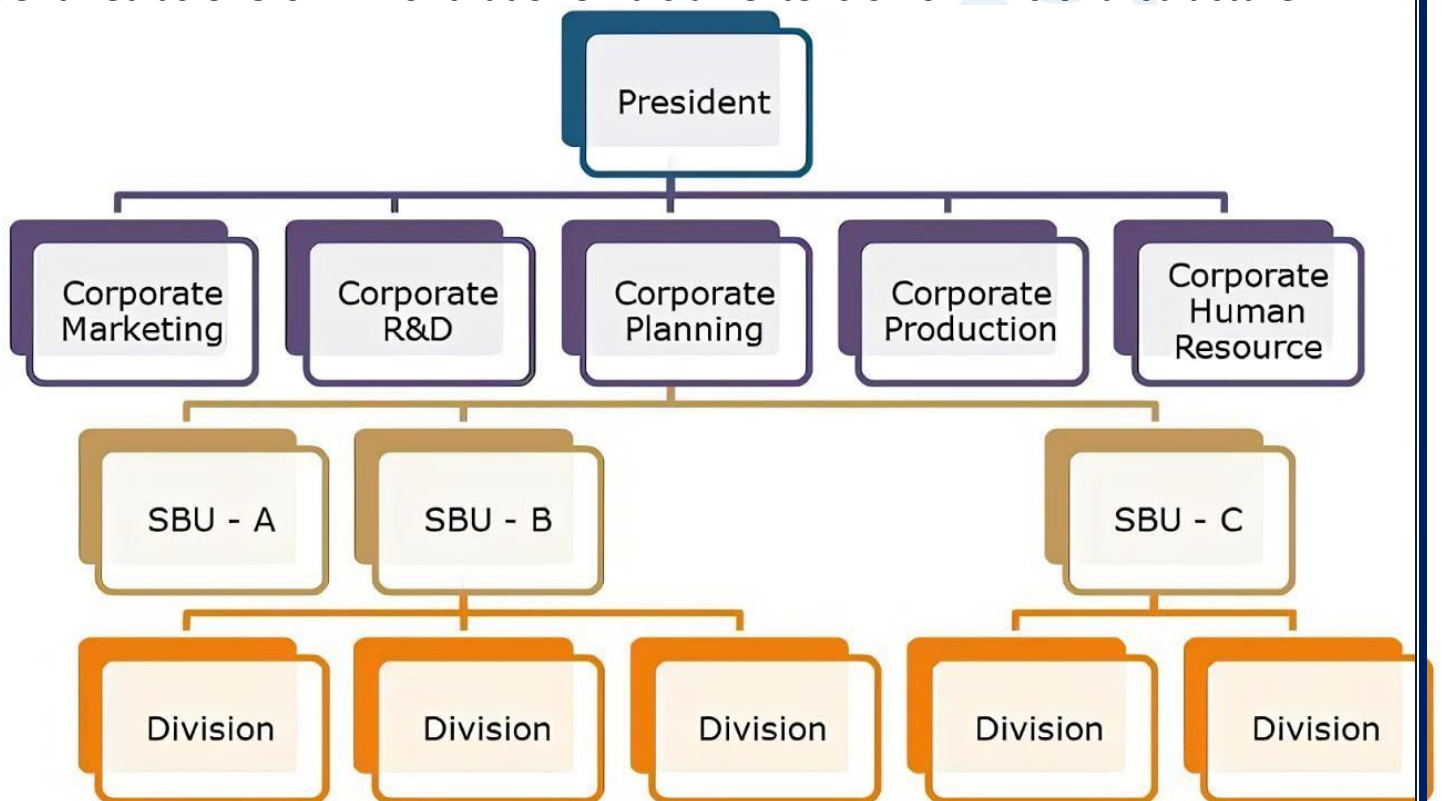 President
Corporate
Marketing
Corporate
R&D
Corporate
Planning
Corporate
Production
Corporate
Human
Resource
SBU - A
SBU - B
SBU - C
Division
Division
Division
Division
Division